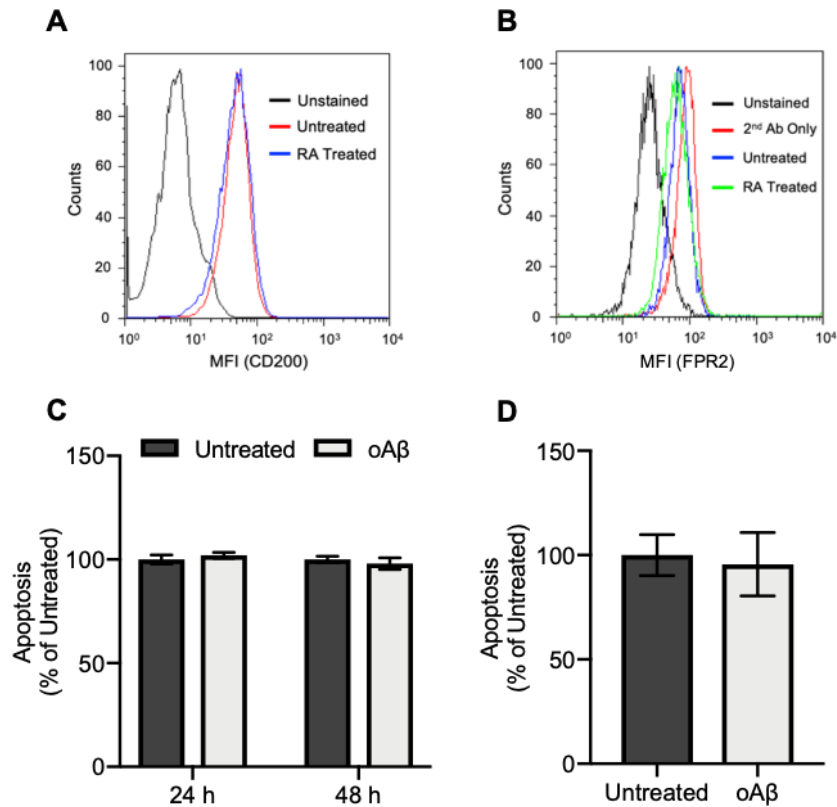 A
100
80
60
40
20
0
Counts
Unstained
Untreated
RA Treated
10⁰
10¹
10²
10³
10⁴
MFI (CD200)
B
100
80
60
40
20
0
Counts
Unstained
2ⁿᵈ Ab Only
Untreated
RA Treated
10⁰
10¹
10²
10³
10⁴
MFI (FPR2)
C
Untreated
oAβ
150
100
50
0
Apoptosis
(% of Untreated)
24 h
48 h
D
150
100
50
0
Apoptosis
(% of Untreated)
Untreated
oAβ